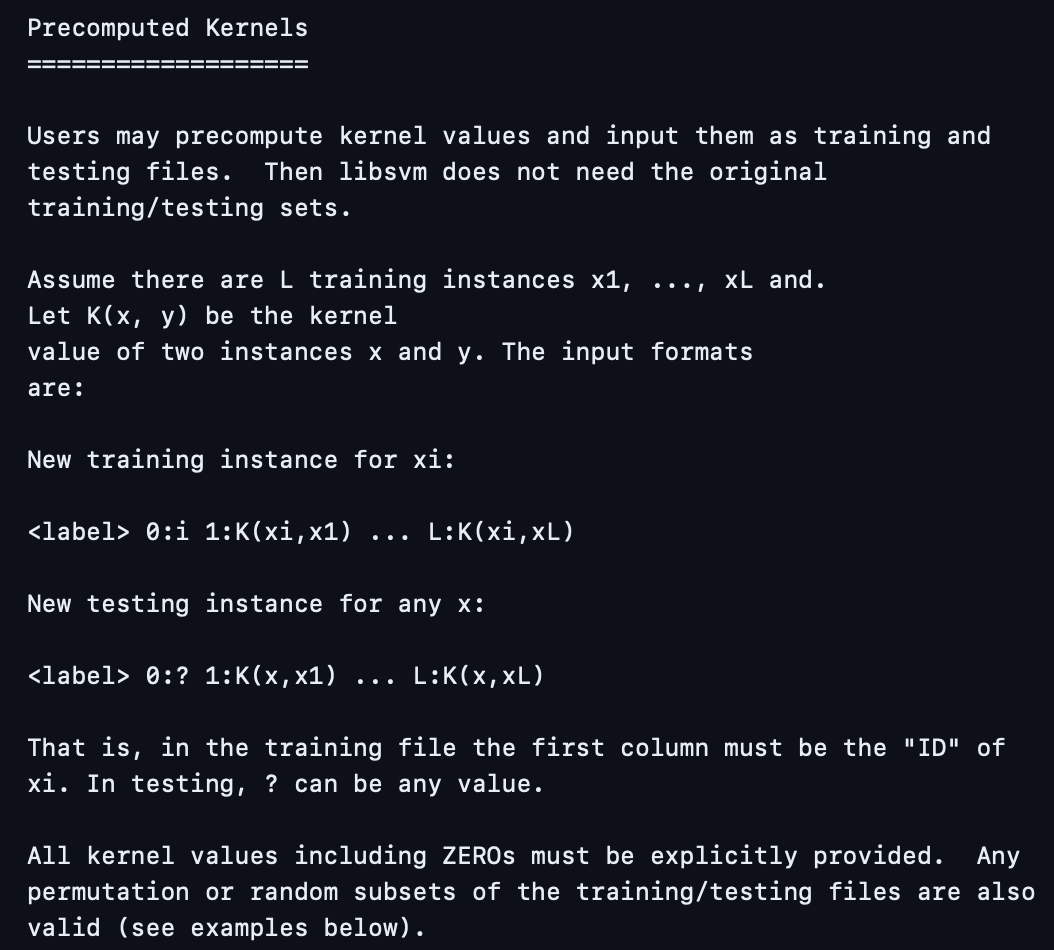 Precomputed Kernels
===================
Users may precompute kernel values and input them as training and
testing files.  Then libsvm does not need the original
training/testing sets.
Assume there are L training instances x1, ..., xL and.
Let K(x, y) be the kernel
value of two instances x and y. The input formats
are:
New training instance for xi:
<label> 0:i 1:K(xi,x1) ... L:K(xi,xL)
New testing instance for any x:
<label> 0:? 1:K(x,x1) ... L:K(x,xL)
That is, in the training file the first column must be the "ID" of
xi. In testing, ? can be any value.
All kernel values including ZEROs must be explicitly provided.  Any
permutation or random subsets of the training/testing files are also
valid (see examples below).